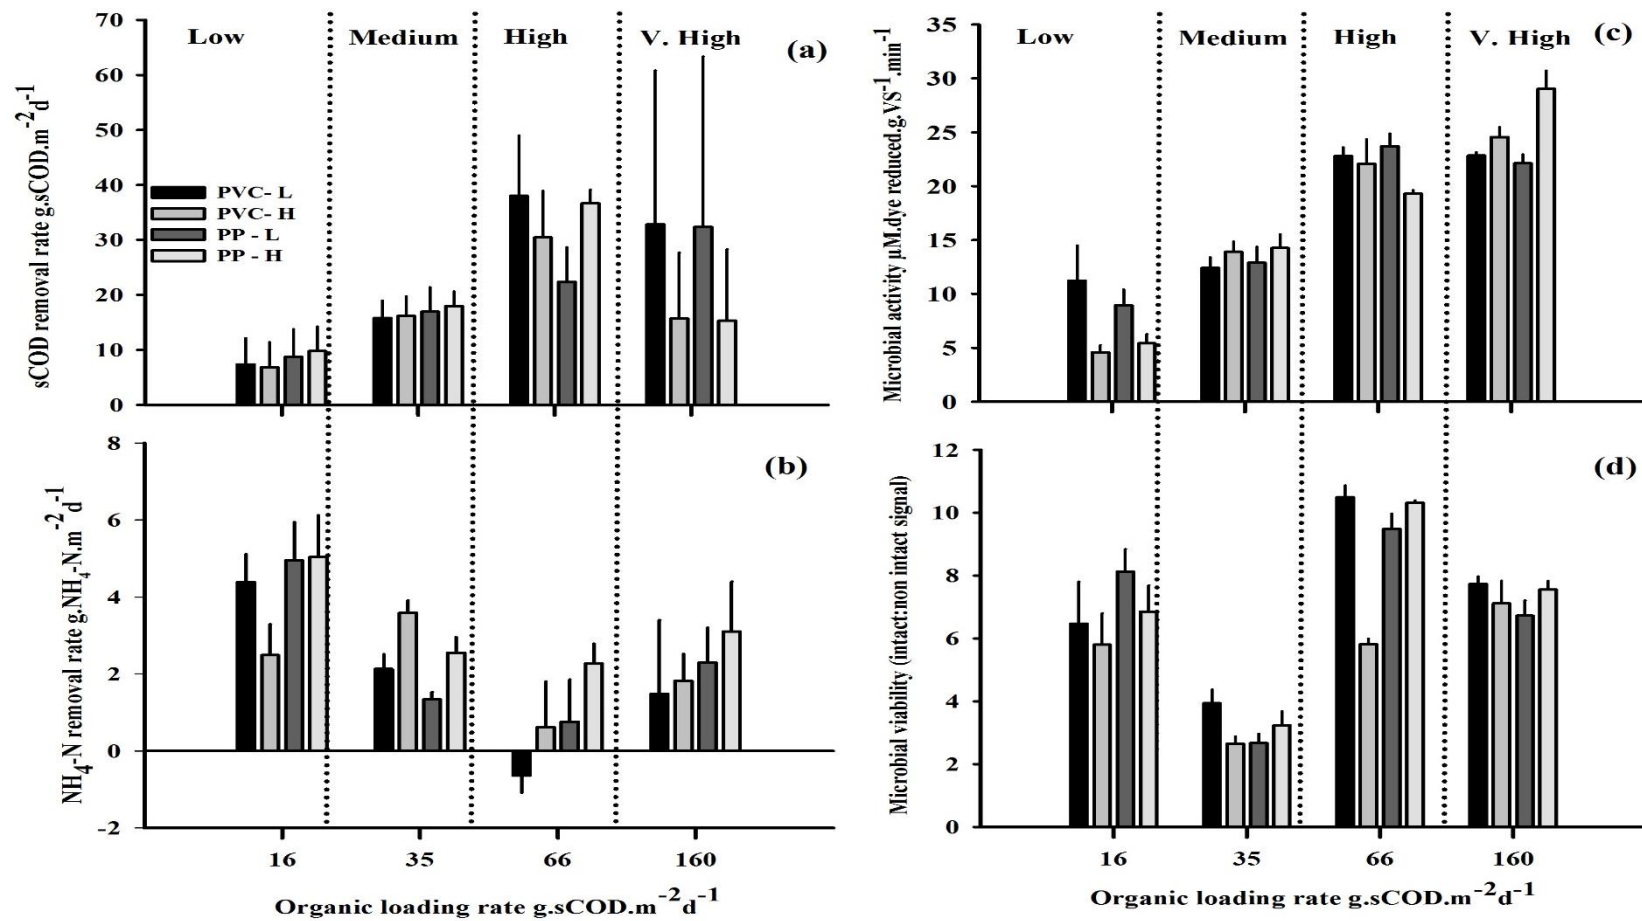 Low Medium High V. High
(a)
sCOD removal rate g.sCOD.m-2d-1
70
60
50
40
30
20
10
0
PVC- L
PVC- H
PP - L
PP - H
(b)
NH4-N removal rate g.NH4-N.m-2d-1
8
6
4
2
0
-2
16 35 66 160
Organic loading rate g.sCOD.m-2d-1
Low Medium High V. High
(c)
Microbial activity µM.dye reduced.g.VS-1.min-1
35
30
25
20
15
10
5
0
(d)
Microbial viability (intact:non intact signal)
12
10
8
6
4
2
0
16 35 66 160
Organic loading rate g.sCOD.m-2d-1